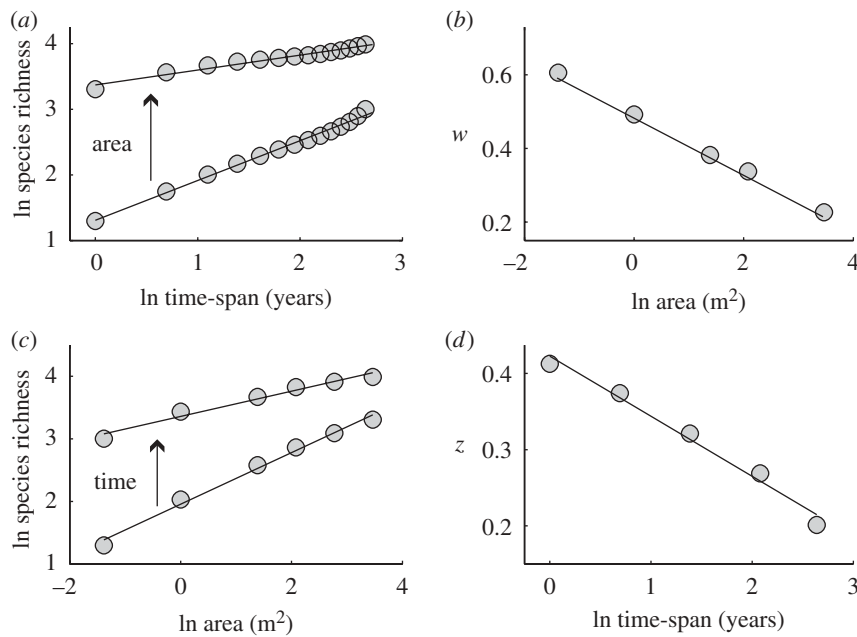 (a)
ln species richness
4
3
2
1
area
0
1
2
3
ln time-span (years)
(b)
w
0.6
0.4
0.2
−2
0
2
4
ln area (m²)
(c)
ln species richness
4
3
2
1
time
−2
0
2
4
ln area (m²)
(d)
z
0.4
0.3
0.2
0
1
2
3
ln time-span (years)